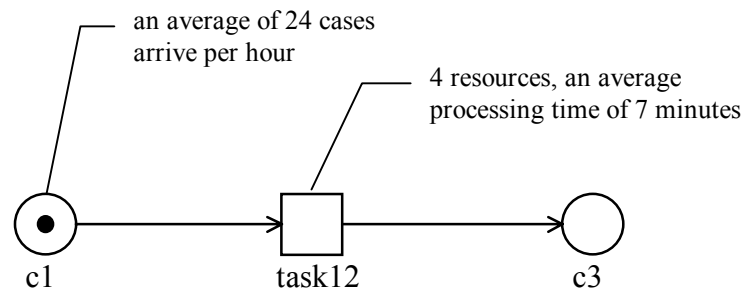 an average of 24 cases
arrive per hour
4 resources, an average
processing time of 7 minutes
c1
task12
c3